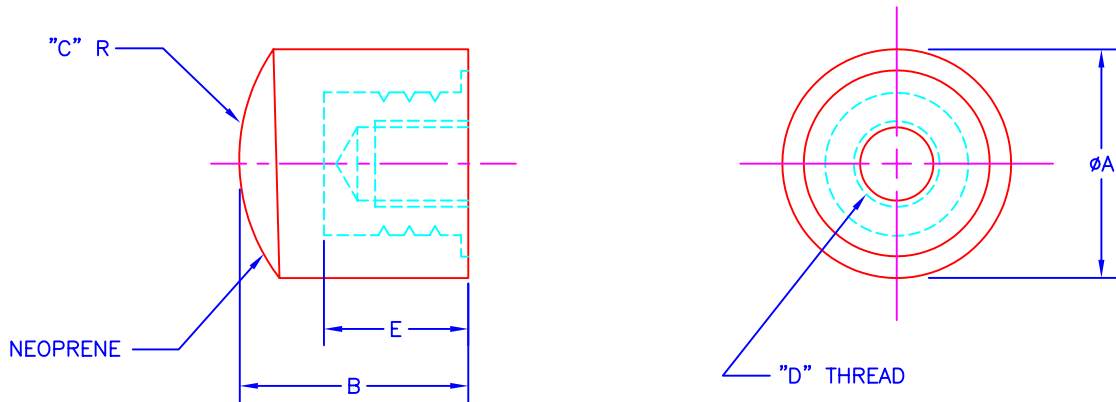 "C" R
øA
E
NEOPRENE
B
"D" THREAD